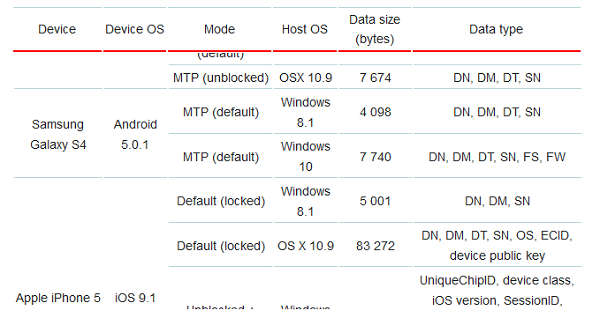 Device Device OS Mode Host OS Data size (bytes) Data type
(default)
MTP (unblocked) OSX 10.9 7 674 DN, DM, DT, SN
Samsung Galaxy S4 Android 5.0.1 MTP (default) Windows 8.1 4 098 DN, DM, DT, SN
MTP (default) Windows 10 7 740 DN, DM, DT, SN, FS, FW
Default (locked) Windows 8.1 5 001 DN, DM, SN
Default (locked) OS X 10.9 83 272 DN, DM, DT, SN, OS, ECID, device public key
Apple iPhone 5 iOS 9.1 Unblocked + Windows UniqueChipID, device class, iOS version, SessionID,